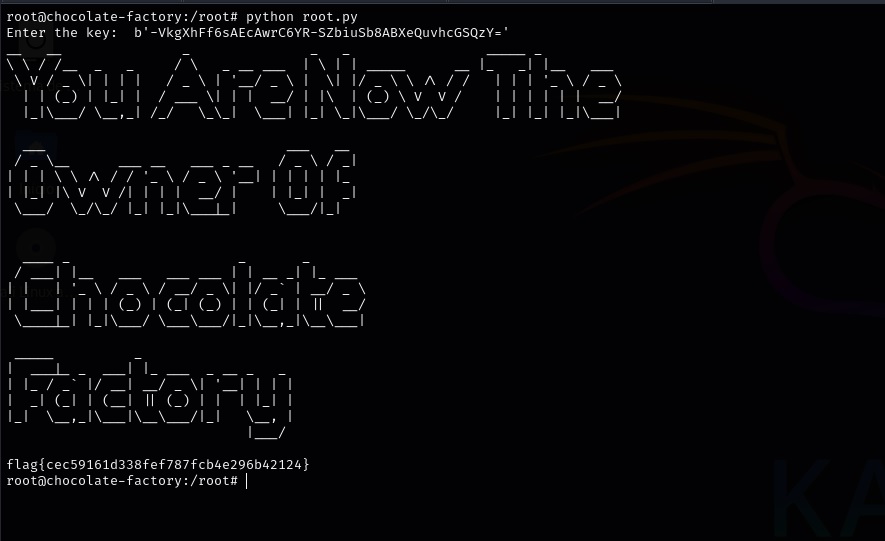 root@chocolate-factory:/root# python root.py
Enter the key:  b'-VkgXhFf6sAEcAwrC6YR-SZbiuSb8ABXeQuvhcGSQzY='
You Are Now The
Owner Of
Chocolate
Factory
flag{cec59161d338fef787fcb4e296b42124}
root@chocolate-factory:/root#